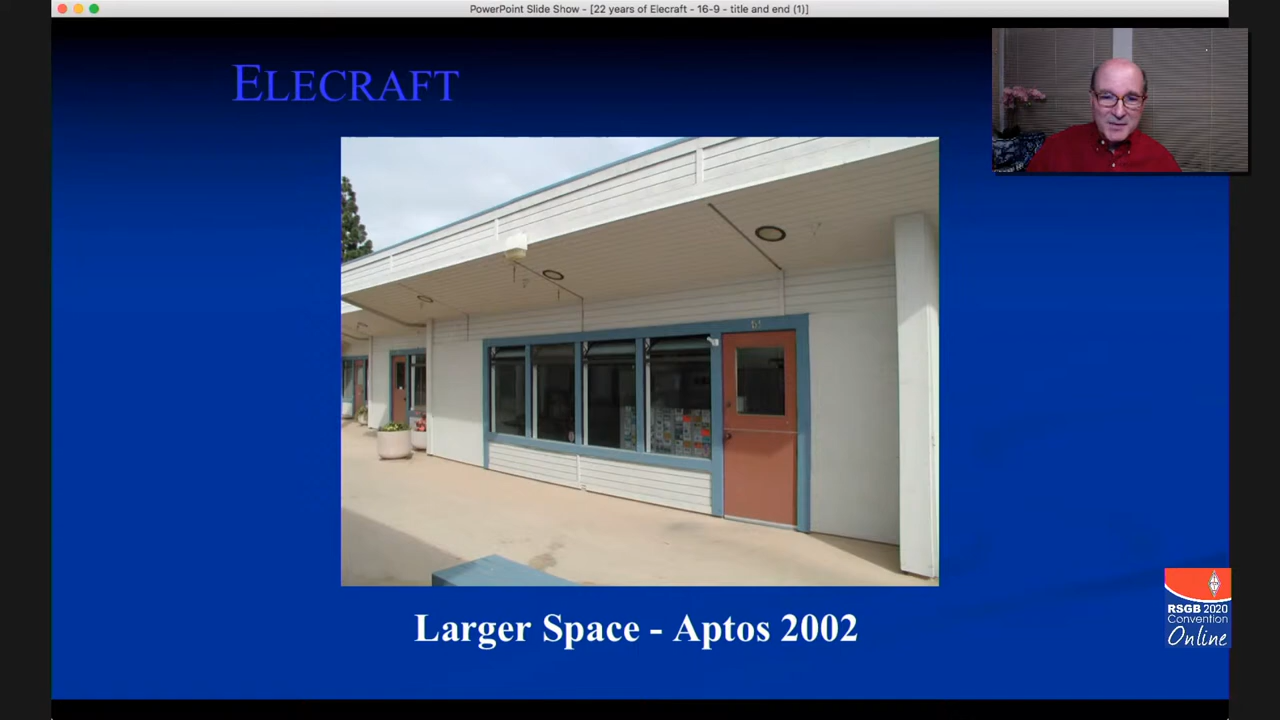 PowerPoint Slide Show - [22 years of Elecraft - 16-9 - title and end (1)]
ELECRAFT
Larger Space - Aptos 2002
RSGB 2020
Convention
Online